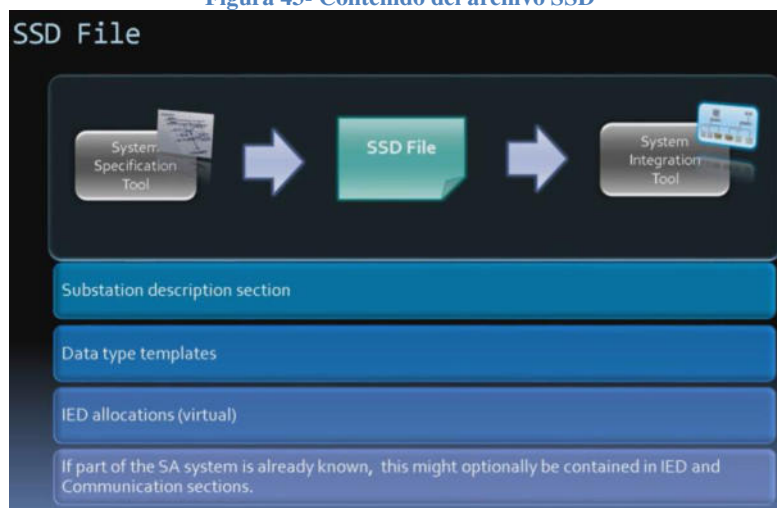 Figura 43- Contenido del archivo SSD
SSD File
System
Specification
Tool
SSD File
System
Integration
Tool
Substation description section
Data type templates
IED allocations (virtual)
If part of the SA system is already known, this might optionally be contained in IED and
Communication sections.